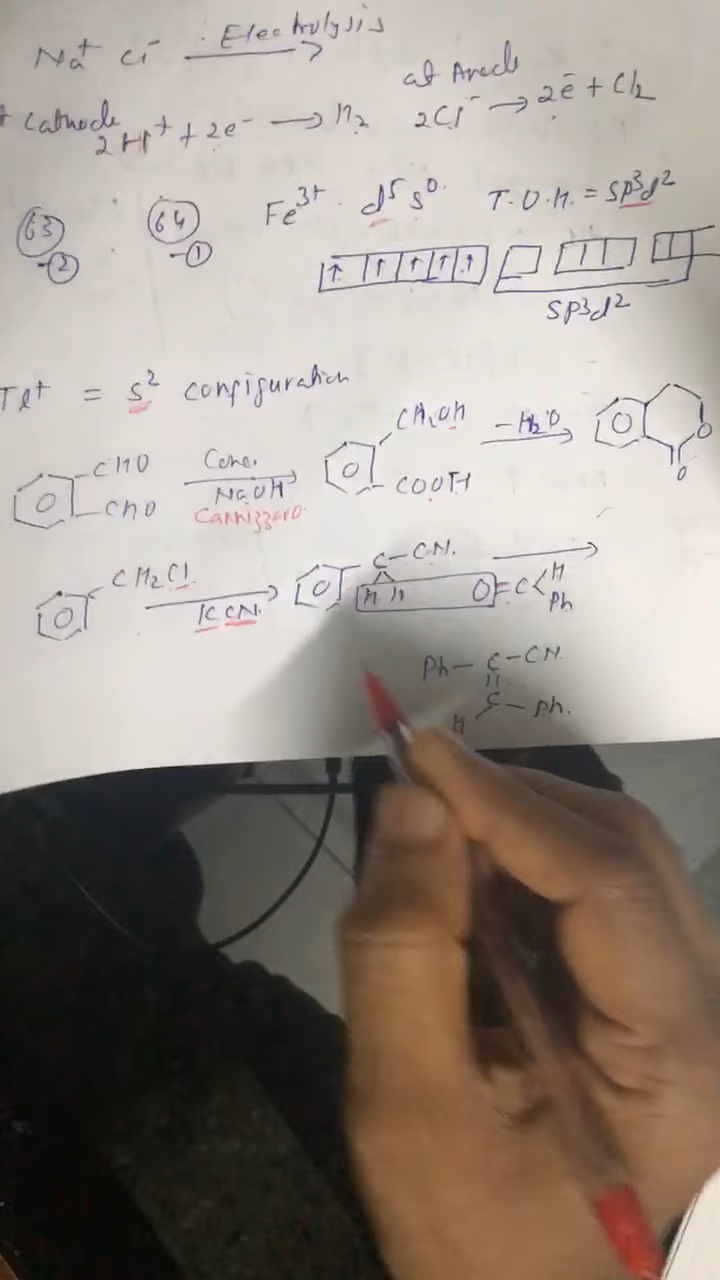 Na⁺ Cl⁻ Electrolysis →
at Anode
Cathode 2H⁺ + 2e⁻ → H₂ 2Cl⁻ → 2e⁻ + Cl₂
63 -2 64 -1 Fe³⁺ d⁵ s⁰ T.O.H. = sp³d²
↑ ↑ ↑ ↑ ↑
sp³d²
Tl⁺ = s² configuration
CHO CHO Conc. NaOH → Cannizzaro CH₂OH COOH -H₂O → O O
CH₂Cl KCN → C-CN. H H O=C H Ph →
Ph-C-CN.
H C-Ph.